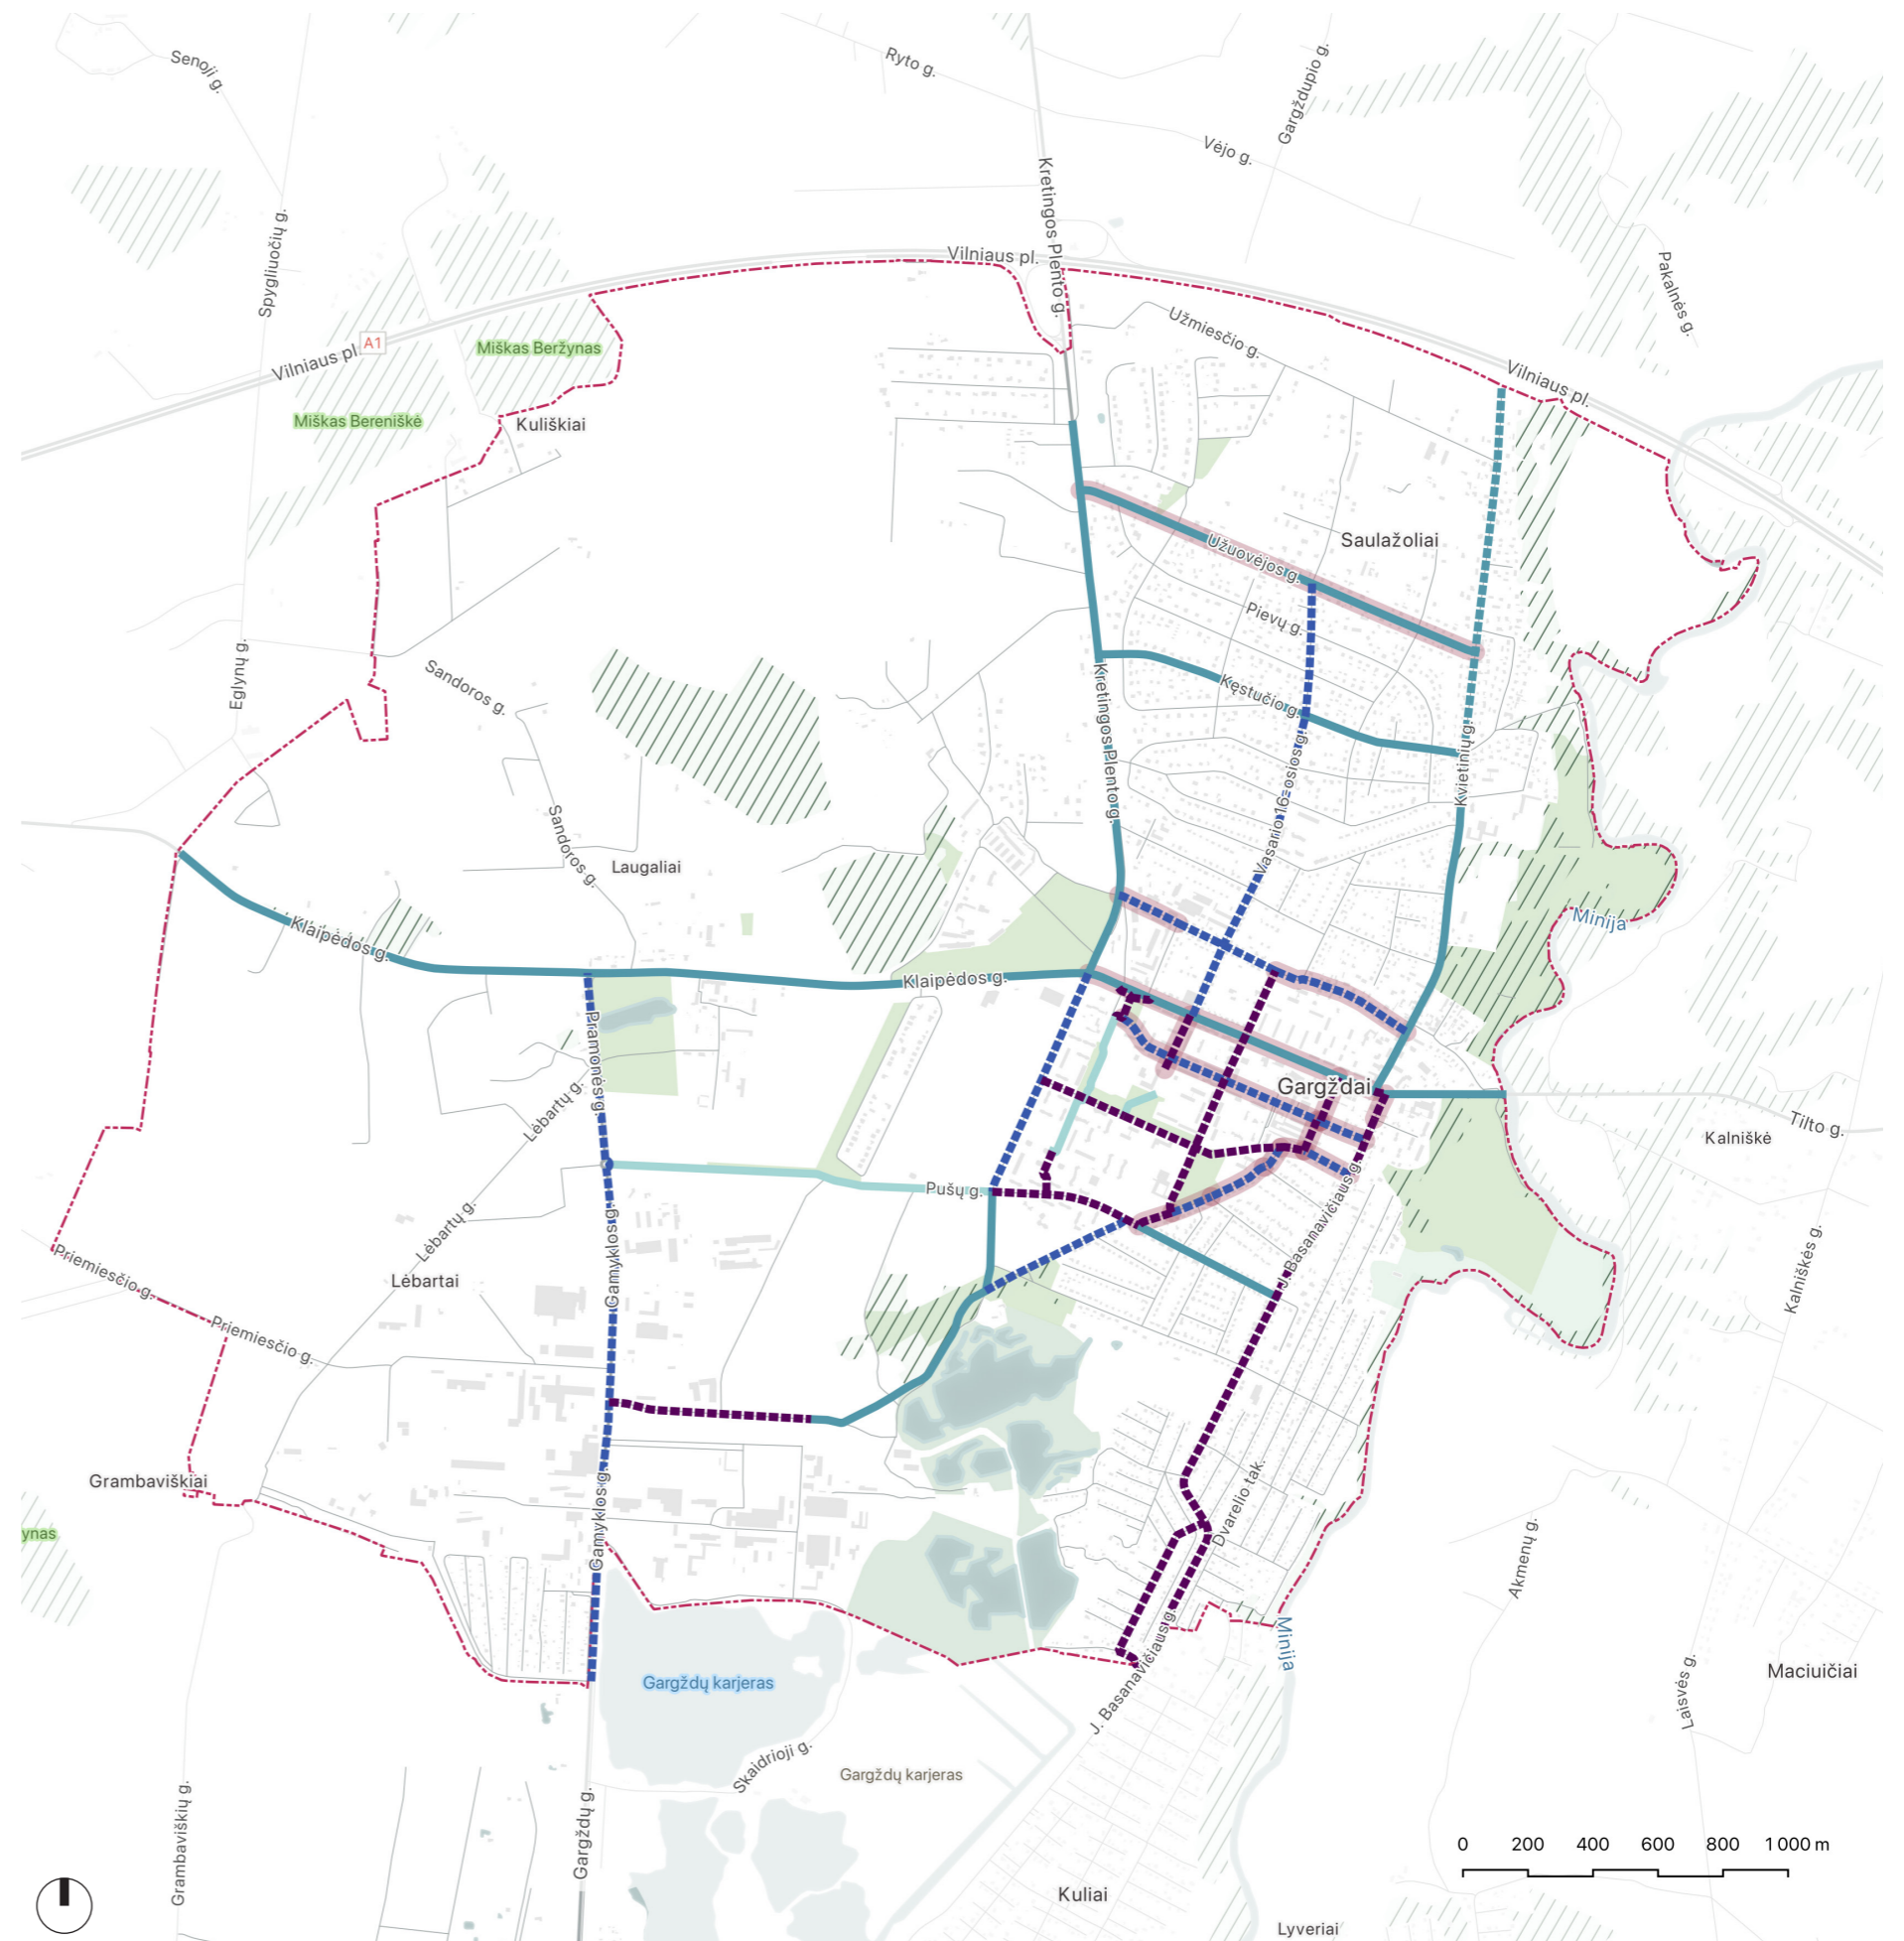 Senoji g.
Ryto g.
Gargždupio g.
Vėjo g.
Kretingos Plento g.
Spygliuočių g.
Vilniaus pl.
Pakalnės g.
Užmiesčio g.
A1
Miškas Beržynas
Vilniaus pl.
Vilniaus pl.
Miškas Bereniškė
Kuliškiai
Saulažoliai
Užuovėjos g.
Pievų g.
Eglynų g.
Sandoros g.
Kęstučio g.
Kretingos Plento g.
Kvietinių g.
Vasario 16-osios g.
Sandoros g.
Laugaliai
Minija
Klaipėdos g.
Klaipėdos g.
Pramonės g.
Gargždai
Lėbartų g.
Tilto g.
Kalniškė
Pušų g.
J. Basanavičiaus g.
Lėbartų g.
Gamyklos g.
Priemiesčio g.
Lėbartai
Kalniškės g.
Priemiesčio g.
Grambaviškiai
Gamyklos g.
Dvarelio tak.
ynas
Akmenų g.
Minija
J. Basanavičiaus g.
Maciuičiai
Gargždų karjeras
Laisvės g.
Skaidrioji g.
Gargždų karjeras
Grambaviškių g.
Gargždų g.
0 200 400 600 800 1000 m
Kuliai
Lyveriai